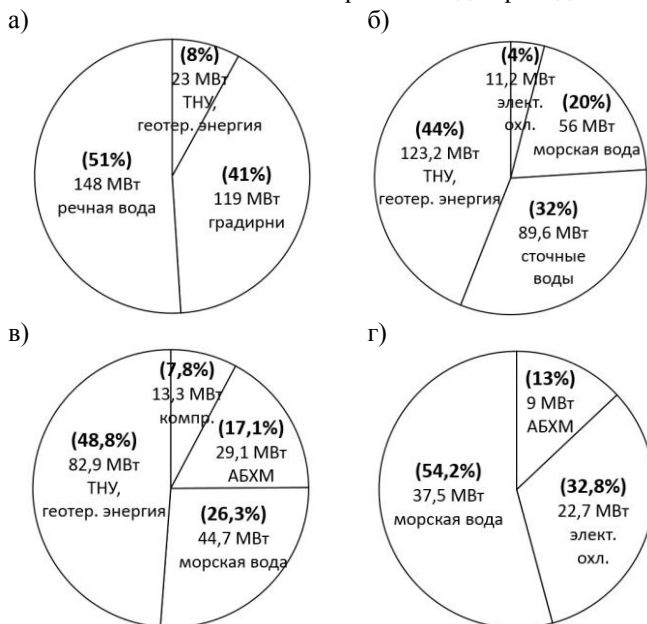 а)
(8%)
23 МВт
ТНУ,
геотер. энергия
(51%)
148 МВт
речная вода
(41%)
119 МВт
градирни
б)
(4%)
11,2 МВт
элект.
охл.
(20%)
56 МВт
морская вода
(44%)
123,2 МВт
ТНУ,
геотер. энергия
(32%)
89,6 МВт
сточные
воды
в)
(7,8%)
13,3 МВт
компр.
(17,1%)
29,1 МВт
АБХМ
(48,8%)
82,9 МВт
ТНУ,
геотер. энергия
(26,3%)
44,7 МВт
морская вода
г)
(13%)
9 МВт
АБХМ
(54,2%)
37,5 МВт
морская вода
(32,8%)
22,7 МВт
элект.
охл.